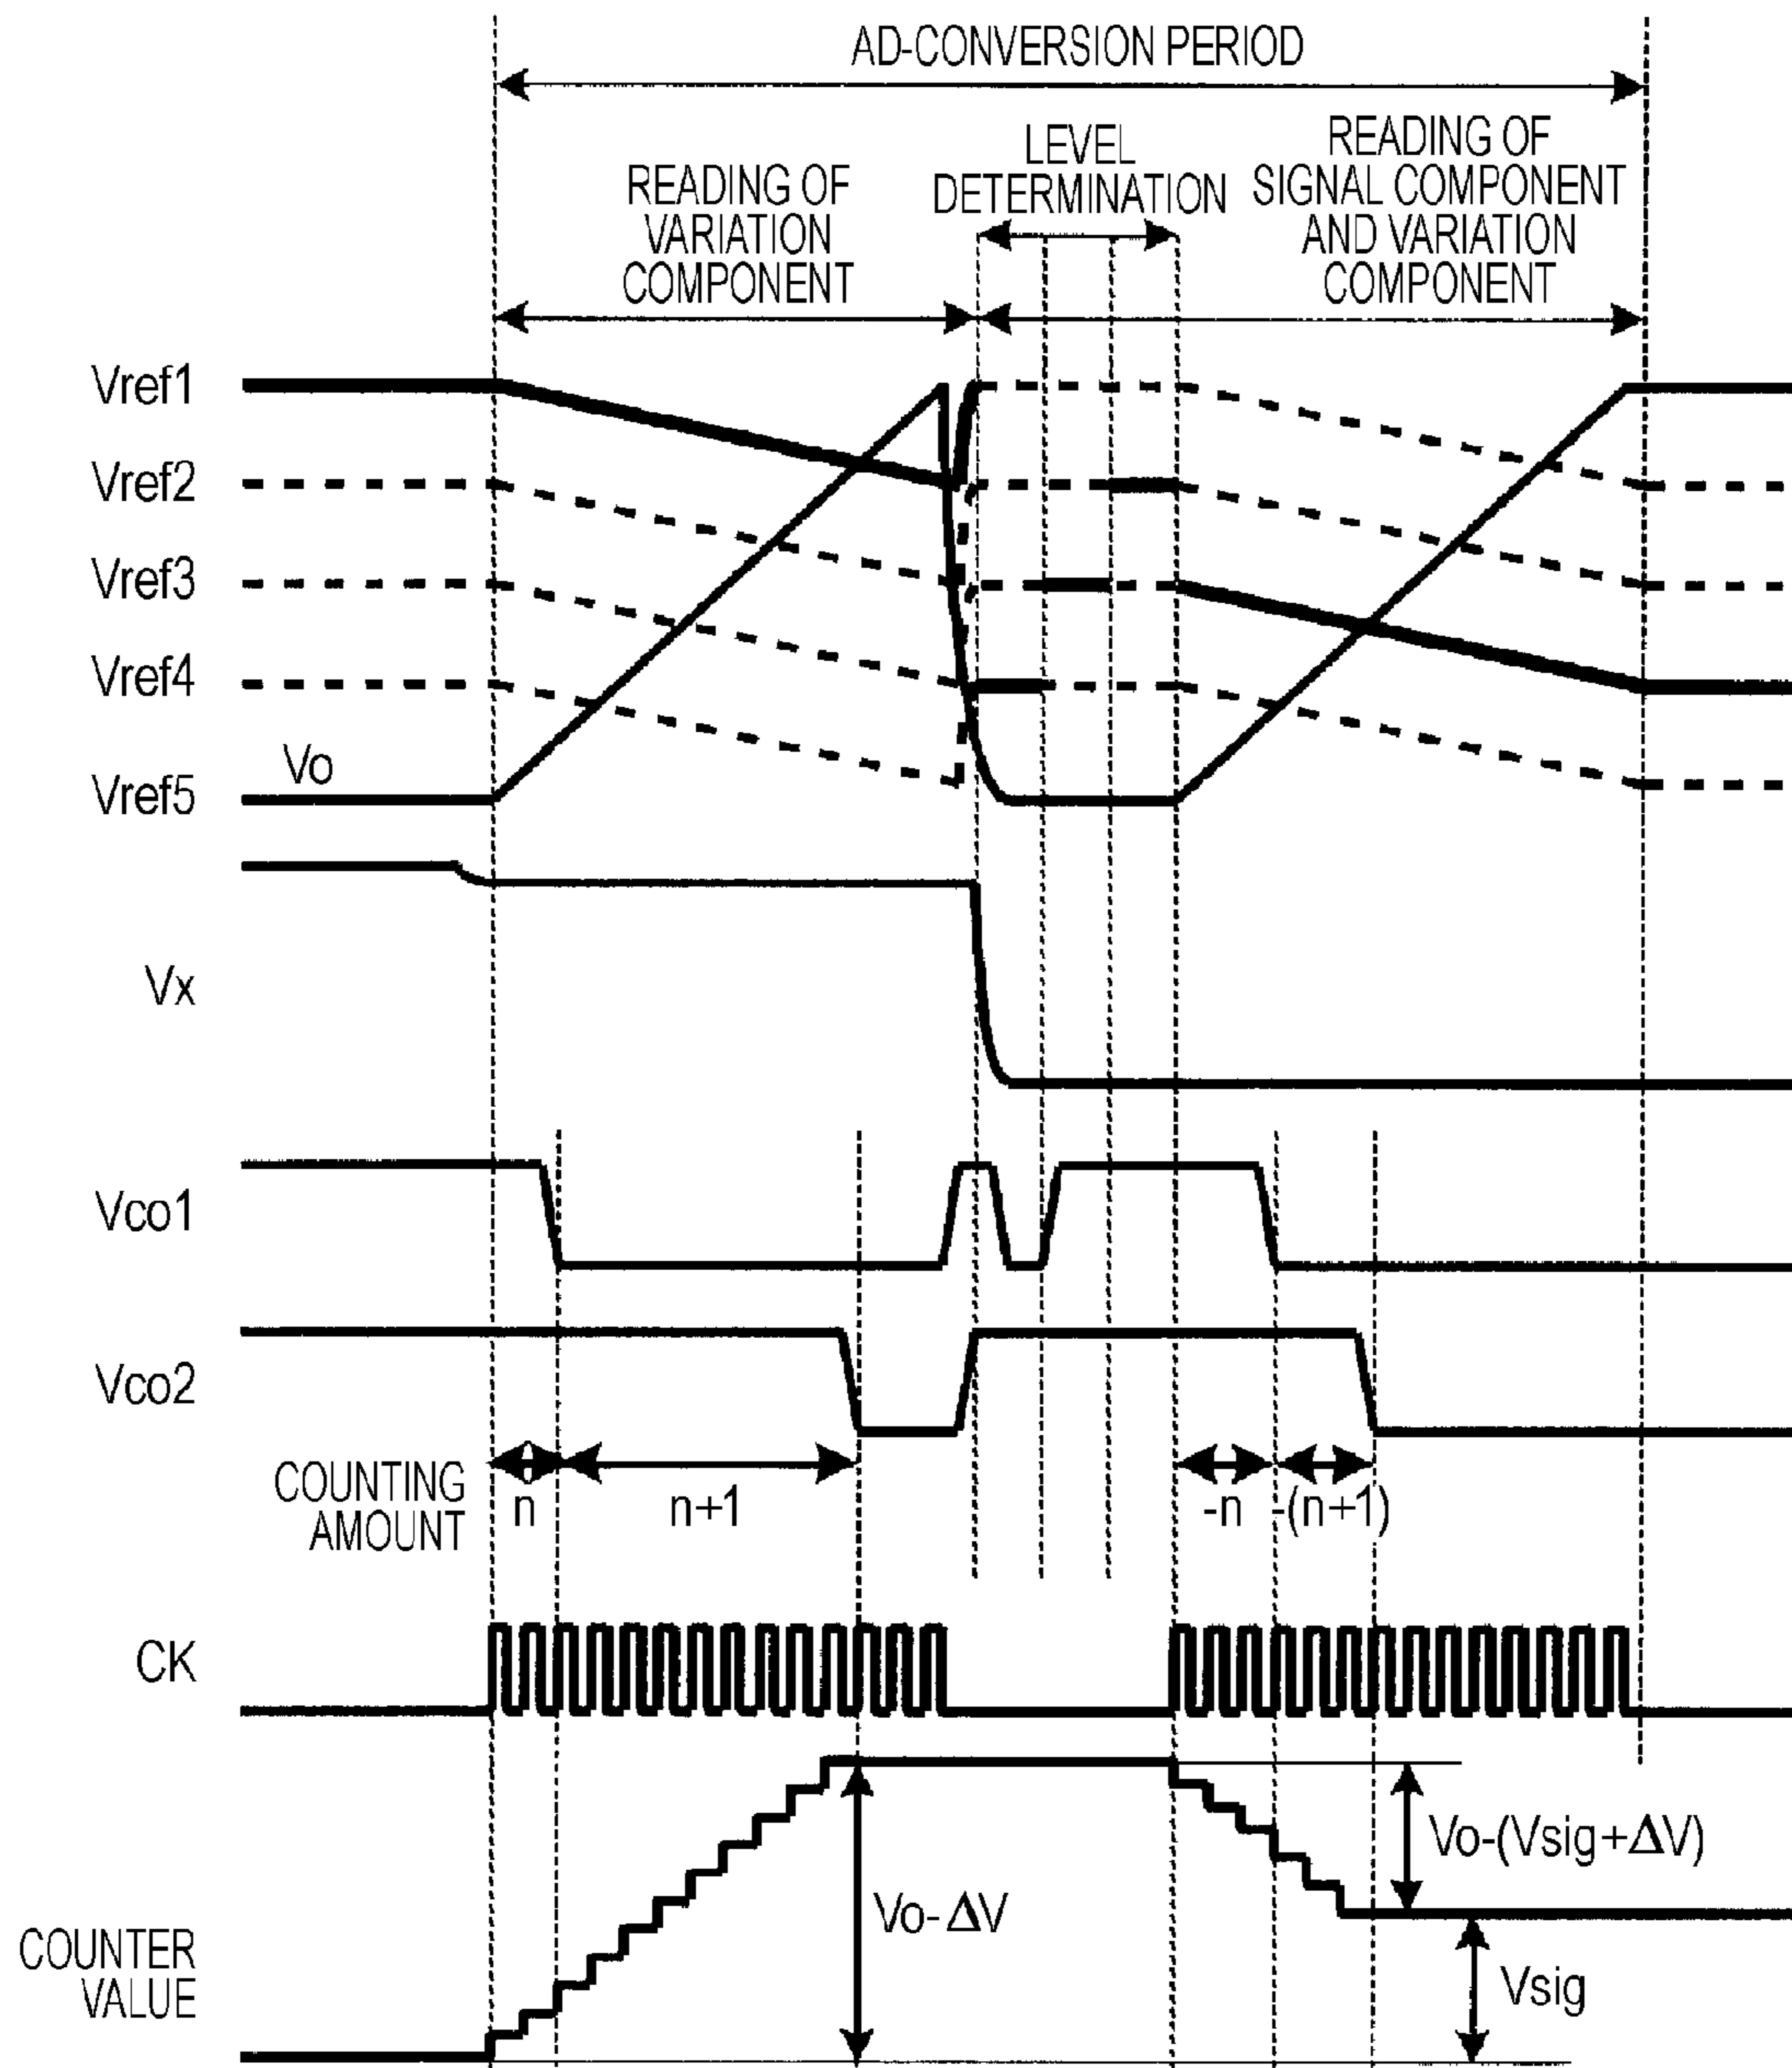 AD-CONVERSION PERIOD
READING OF
VARIATION
COMPONENT
LEVEL
DETERMINATION
READING OF
SIGNAL COMPONENT
AND VARIATION
COMPONENT
Vref1
Vref2
Vref3
Vref4
Vo
Vref5
Vx
Vco1
Vco2
COUNTING
AMOUNT
n
n+1
-n
-(n+1)
CK
Vo-(Vsig+ΔV)
Vo-ΔV
COUNTER
VALUE
Vsig